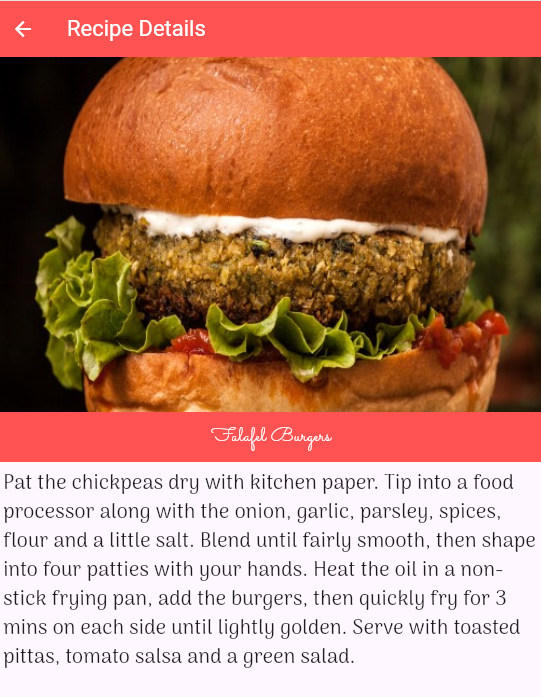 Recipe Details
Falafel Burgers
Pat the chickpeas dry with kitchen paper. Tip into a food
processor along with the onion, garlic, parsley, spices,
flour and a little salt. Blend until fairly smooth, then shape
into four patties with your hands. Heat the oil in a non-
stick frying pan, add the burgers, then quickly fry for 3
mins on each side until lightly golden. Serve with toasted
pittas, tomato salsa and a green salad.